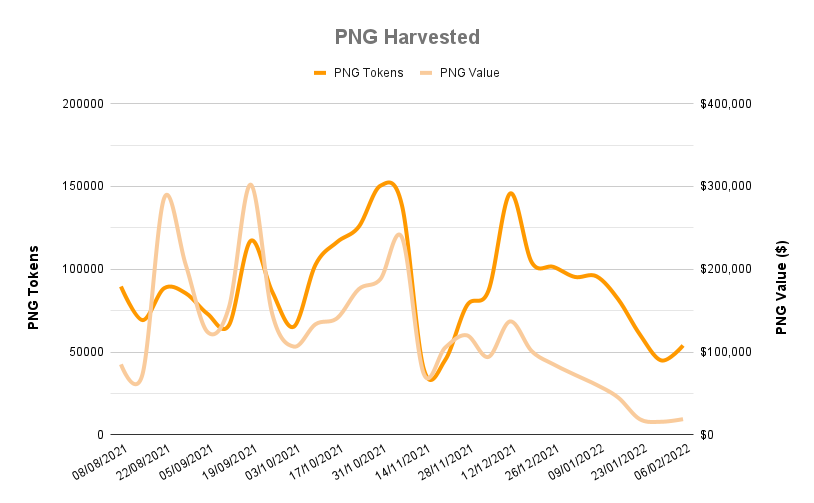 PNG Harvested
PNG Tokens PNG Value
200000 $400,000
150000 $300,000
100000 $200,000
50000 $100,000
0 $0
PNG Tokens
PNG Value ($)
08/08/2021 22/08/2021 05/09/2021 19/09/2021 03/10/2021 17/10/2021 31/10/2021 14/11/2021 28/11/2021 12/12/2021 26/12/2021 09/01/2022 23/01/2022 06/02/2022